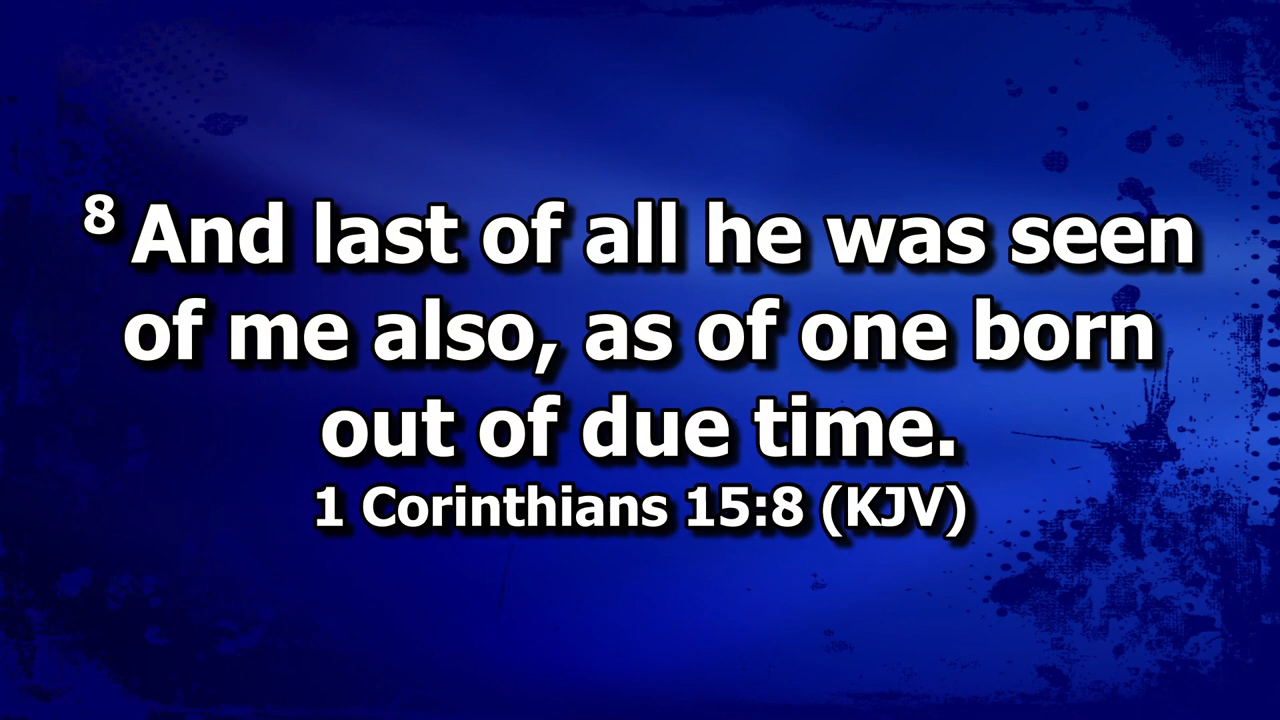 8 And last of all he was seen
of me also, as of one born
out of due time.
1 Corinthians 15:8 (KJV)